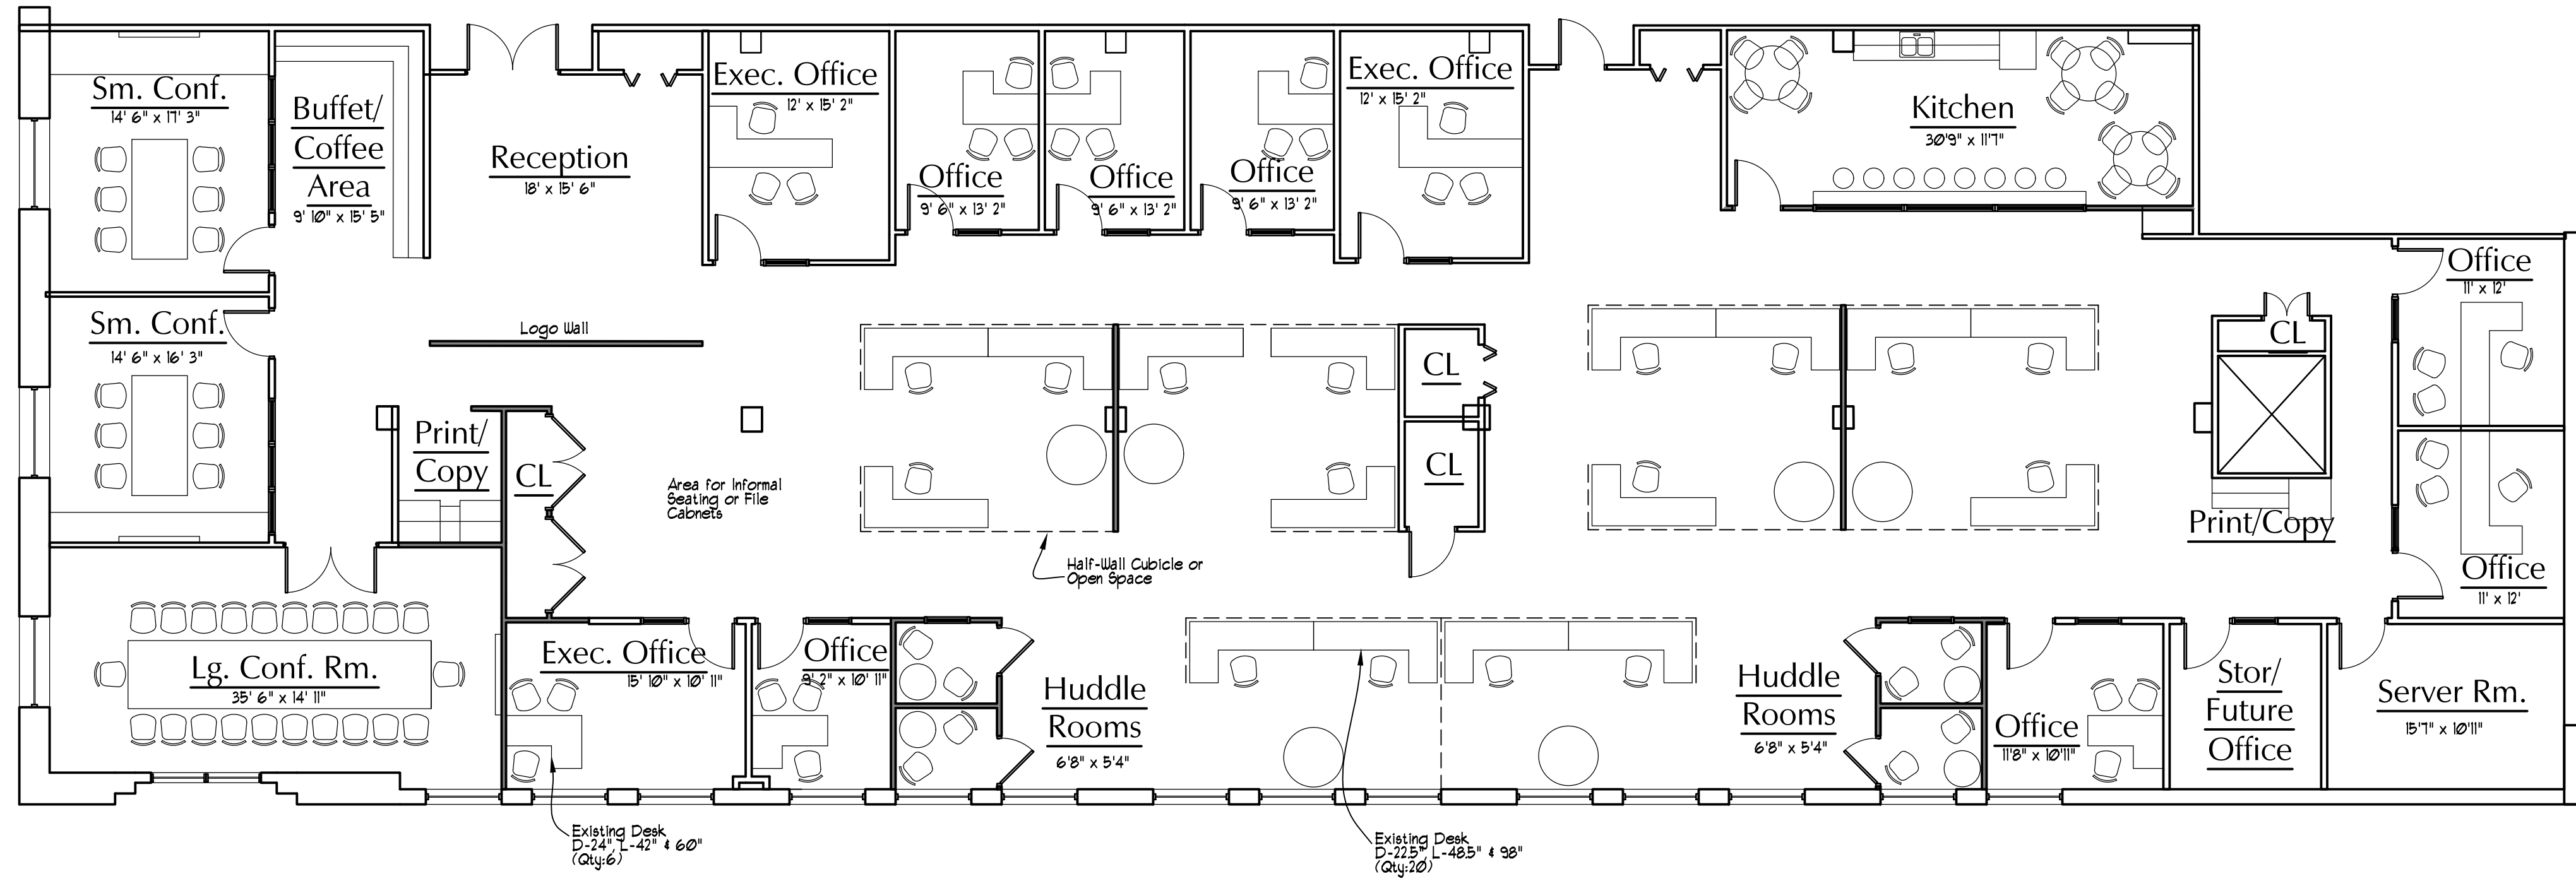 Sm. Conf.
14' 6" x 17' 3"
Buffet/
Coffee
Area
9' 10" x 15' 5"
Reception
18' x 15' 6"
Exec. Office
12' x 15' 2"
Office
9' 6" x 13' 2"
Office
9' 6" x 13' 2"
Office
9' 6" x 13' 2"
Exec. Office
12' x 15' 2"
Kitchen
30'9" x 11'7"
Office
11' x 12'
Sm. Conf.
14' 6" x 16' 3"
Logo Wall
CL
CL
Print/
Copy
CL
CL
Area for Informal
Seating or File
Cabnets
Print/Copy
Half-Wall Cubicle or
Open Space
Office
11' x 12'
Lg. Conf. Rm.
35' 6" x 14' 11"
Exec. Office
15' 10" x 10' 11"
Office
9' 2" x 10' 11"
Huddle
Rooms
6'8" x 5'4"
Huddle
Rooms
6'8" x 5'4"
Office
11'8" x 10'11"
Stor/
Future
Office
Server Rm.
15'7" x 10'11"
Existing Desk
D-24", L-42" & 60"
(Qty:6)
Existing Desk
D-22.5", L-48.5" & 98"
(Qty:20)